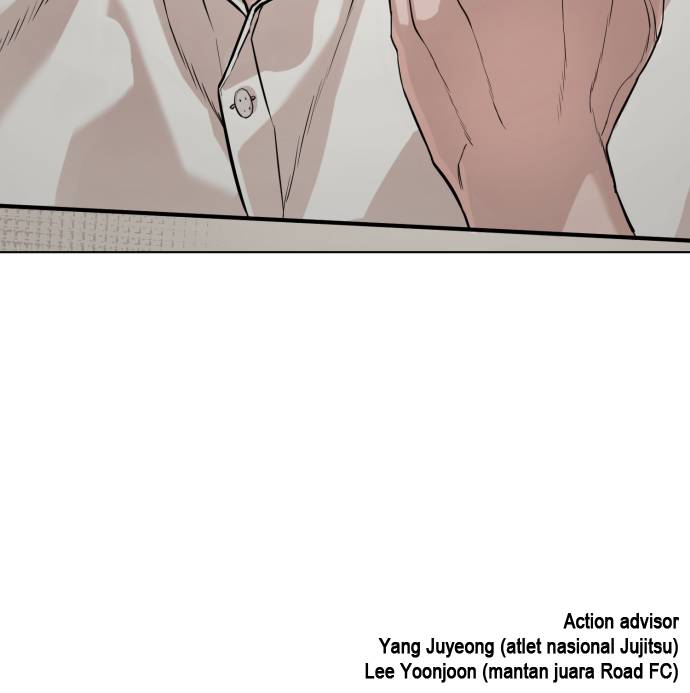 Action advisor
Yang Juyeong (atlet nasional Jujitsu)
Lee Yoonjoon (mantan juara Road FC)